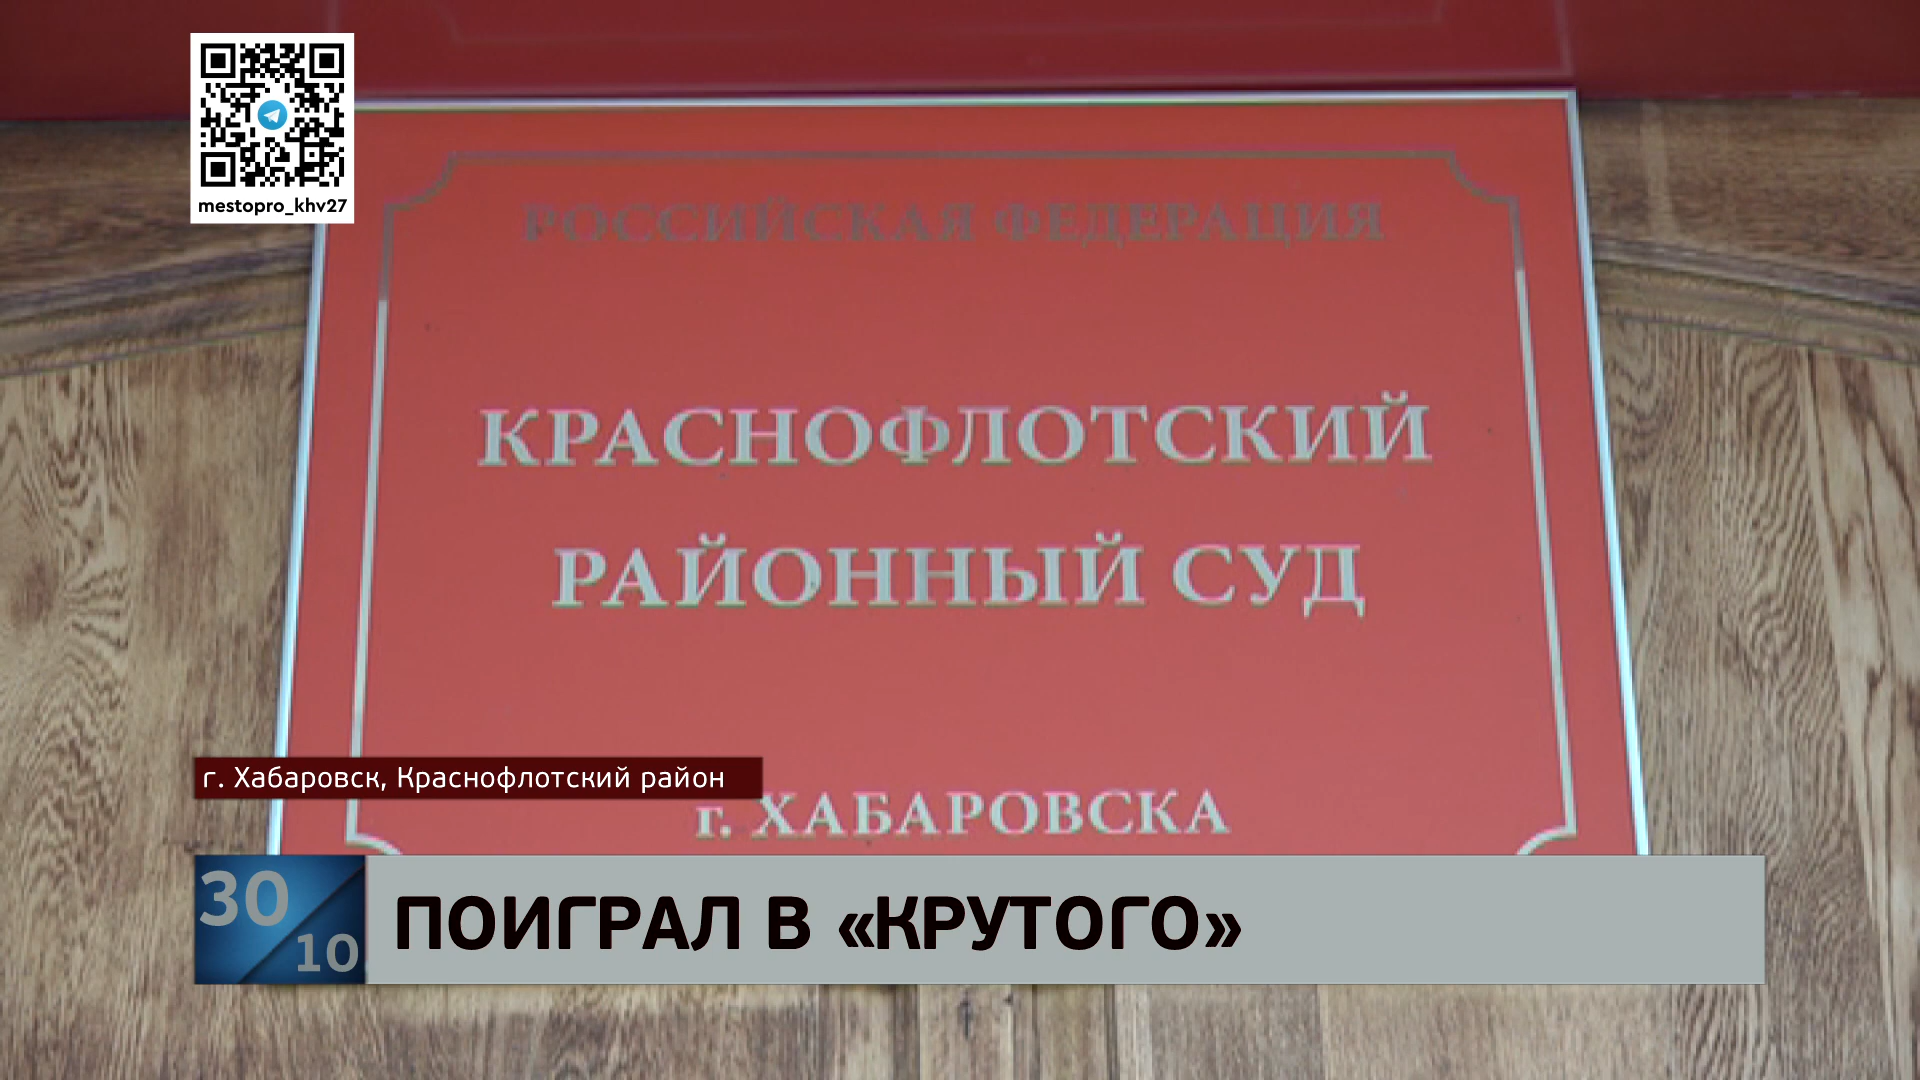 mestopro_khv27
РОССИЙСКАЯ ФЕДЕРАЦИЯ
КРАСНОФЛОТСКИЙ
РАЙОННЫЙ СУД
г. ХАБАРОВСКА
г. Хабаровск, Краснофлотский район
30
10
ПОИГРАЛ В «КРУТОГО»